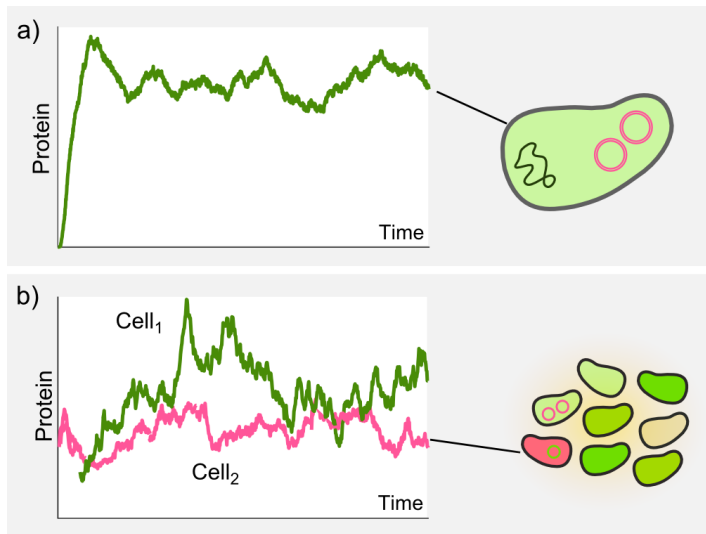 a)
Protein
Time
b)
Cell₁
Protein
Cell₂
Time